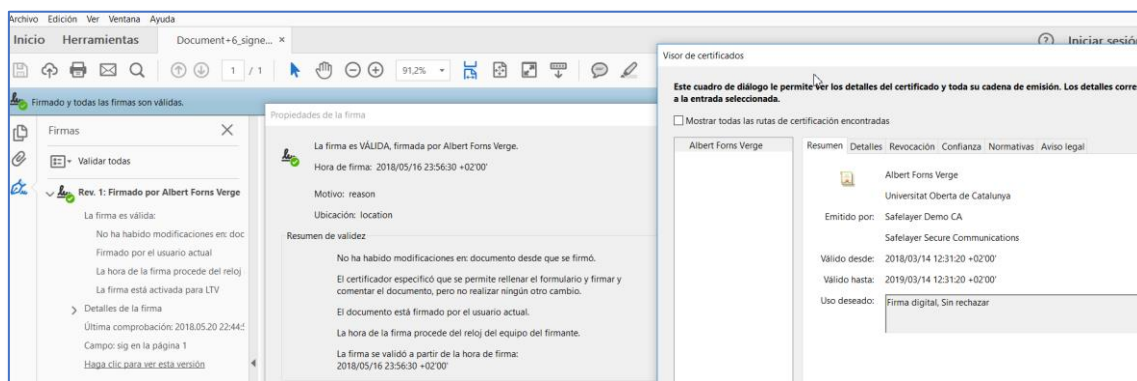 Archivo Edición Ver Ventana Ayuda
Inicio Herramientas Document+6_signe... ×
Iniciar sesión
1 / 1 91,2%
Firmado y todas las firmas son válidas.
Firmas
Validar todas
Rev. 1: Firmado por Albert Forns Verge
La firma es válida:
No ha habido modificaciones en: doc
Firmado por el usuario actual
La hora de la firma procede del reloj
La firma está activada para LTV
Detalles de la firma
Última comprobación: 2018.05.20 22:44:5
Campo: sig en la página 1
Haga clic para ver esta versión
Propiedades de la firma
La firma es VÁLIDA, firmada por Albert Forns Verge.
Hora de firma: 2018/05/16 23:56:30 +02'00'
Motivo: reason
Ubicación: location
Resumen de validez
No ha habido modificaciones en: documento desde que se firmó.
El certificador especificó que se permite rellenar el formulario y firmar y
comentar el documento, pero no realizar ningún otro cambio.
El documento está firmado por el usuario actual.
La hora de la firma procede del reloj del equipo del firmante.
La firma se validó a partir de la hora de firma:
2018/05/16 23:56:30 +02'00'
Visor de certificados
Este cuadro de diálogo le permite ver los detalles del certificado y toda su cadena de emisión. Los detalles corre
a la entrada seleccionada.
Mostrar todas las rutas de certificación encontradas
Albert Forns Verge
Resumen Detalles Revocación Confianza Normativas Aviso legal
Albert Forns Verge
Universitat Oberta de Catalunya
Emitido por: Safelayer Demo CA
Safelayer Secure Communications
Válido desde: 2018/03/14 12:31:20 +02'00'
Válido hasta: 2019/03/14 12:31:20 +02'00'
Uso deseado: Firma digital, Sin rechazar